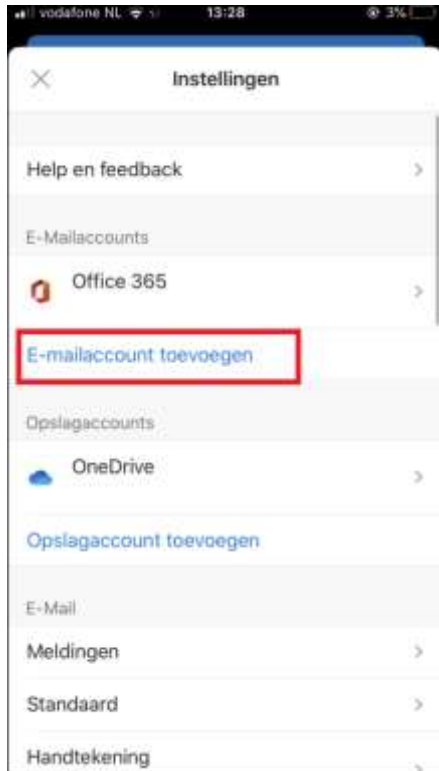 vodafone NL 13:28 3%
Instellingen
Help en feedback
E-Mailaccounts
Office 365
E-mailaccount toevoegen
Opslagaccounts
OneDrive
Opslagaccount toevoegen
E-Mail
Meldingen
Standaard
Handtekening